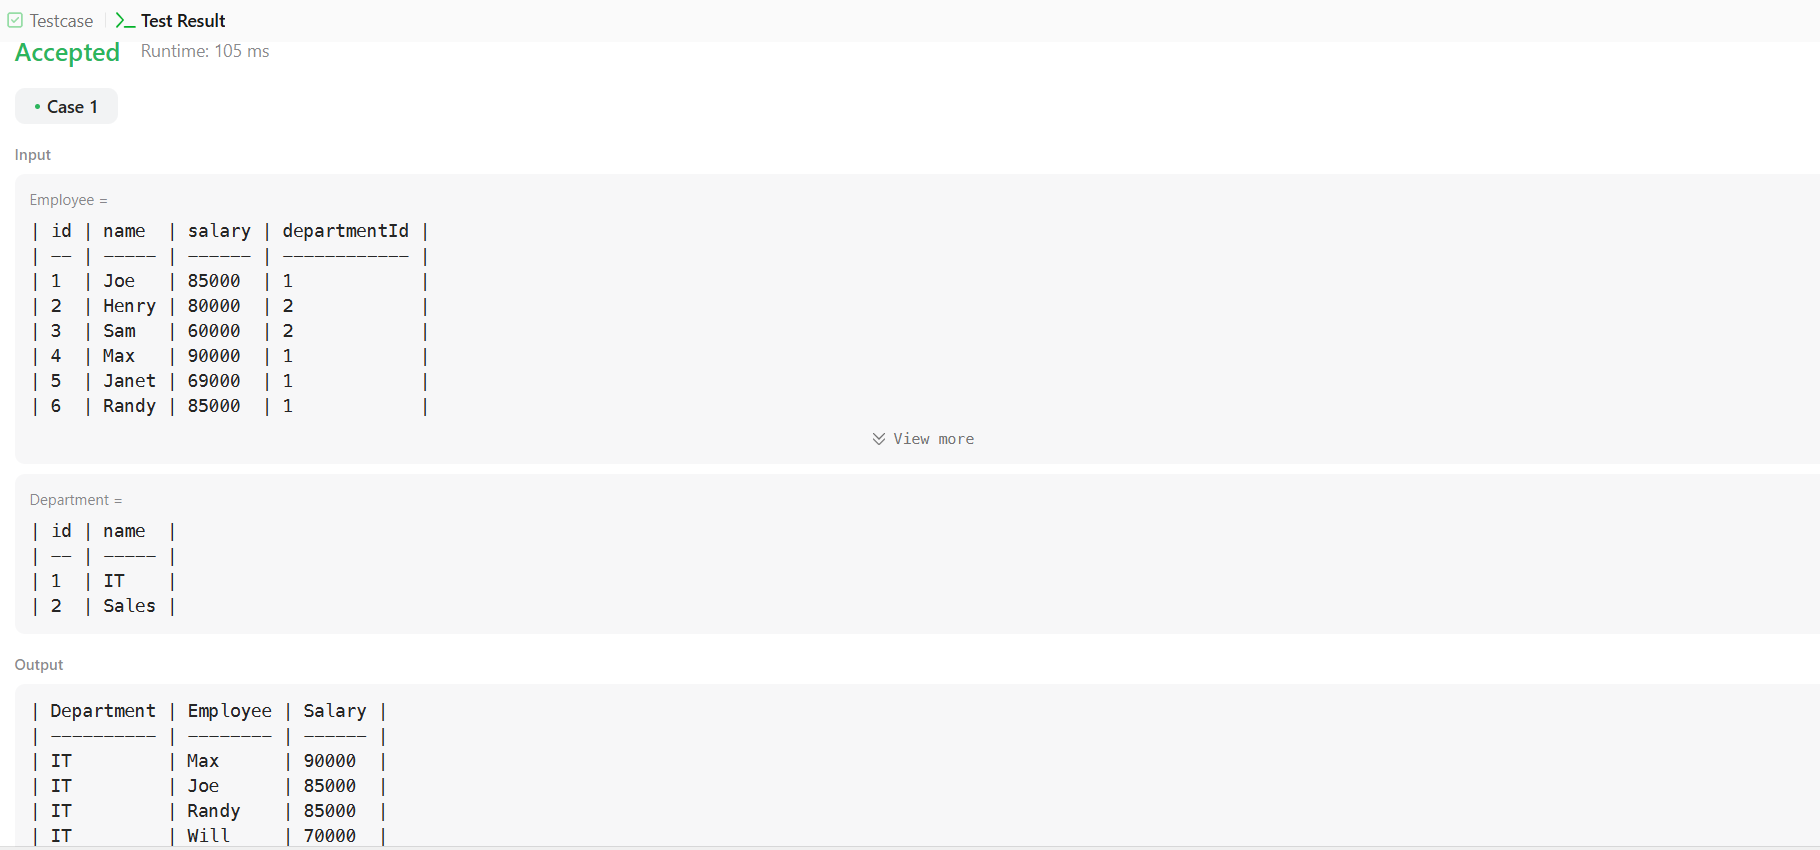 Testcase Test Result
Accepted Runtime: 105 ms
Case 1
Input
Employee =
| id | name  | salary | departmentId |
| -- | ----- | ------ | ------------ |
| 1  | Joe   | 85000  | 1            |
| 2  | Henry | 80000  | 2            |
| 3  | Sam   | 60000  | 2            |
| 4  | Max   | 90000  | 1            |
| 5  | Janet | 69000  | 1            |
| 6  | Randy | 85000  | 1            |
View more
Department =
| id | name  |
| -- | ----- |
| 1  | IT    |
| 2  | Sales |
Output
| Department | Employee | Salary |
| ---------- | -------- | ------ |
| IT         | Max      | 90000  |
| IT         | Joe      | 85000  |
| IT         | Randy    | 85000  |
| IT         | Will     | 70000  |